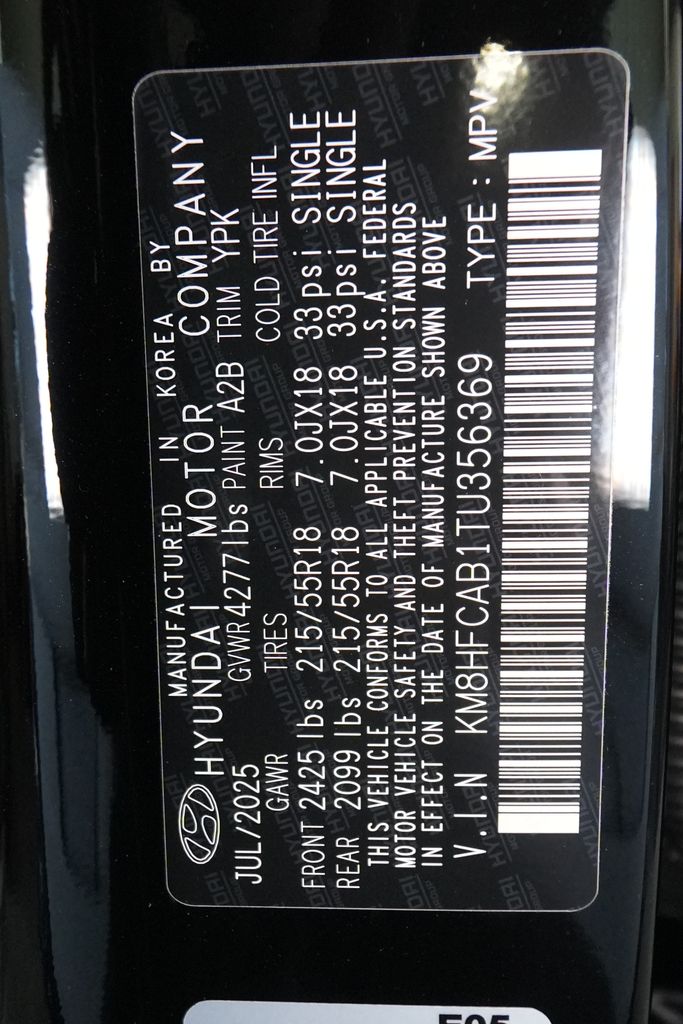 MANUFACTURED IN KOREA BY
HYUNDAI MOTOR COMPANY
JUL/2025 GVWR 4277lbs PAINT A2B TRIM YPK
GAWR TIRES RIMS COLD TIRE INFL
FRONT 2425 lbs 215/55R18 7.0JX18 33psi SINGLE
REAR 2099 lbs 215/55R18 7.0JX18 33psi SINGLE
THIS VEHICLE CONFORMS TO ALL APPLICABLE U.S.A. FEDERAL
MOTOR VEHICLE SAFETY AND THEFT PREVENTION STANDARDS
IN EFFECT ON THE DATE OF MANUFACTURE SHOWN ABOVE
V.I.N KM8HFCAB1TU356369 TYPE : MPV